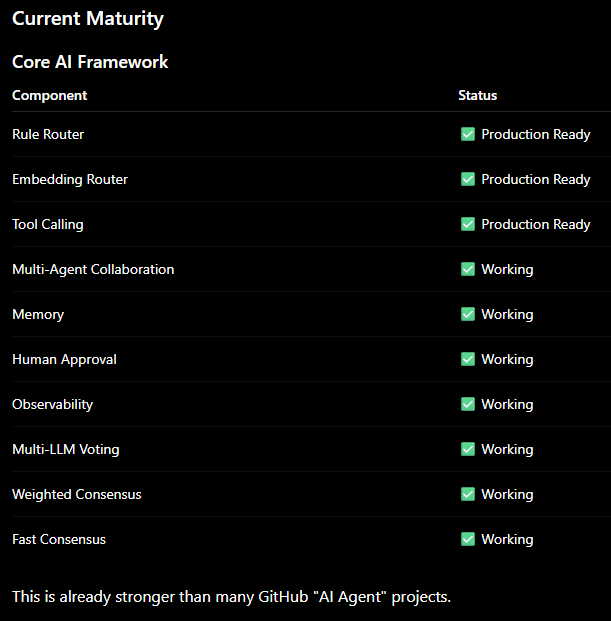 Current Maturity
Core AI Framework
Component Status
Rule Router ✅ Production Ready
Embedding Router ✅ Production Ready
Tool Calling ✅ Production Ready
Multi-Agent Collaboration ✅ Working
Memory ✅ Working
Human Approval ✅ Working
Observability ✅ Working
Multi-LLM Voting ✅ Working
Weighted Consensus ✅ Working
Fast Consensus ✅ Working
This is already stronger than many GitHub "AI Agent" projects.